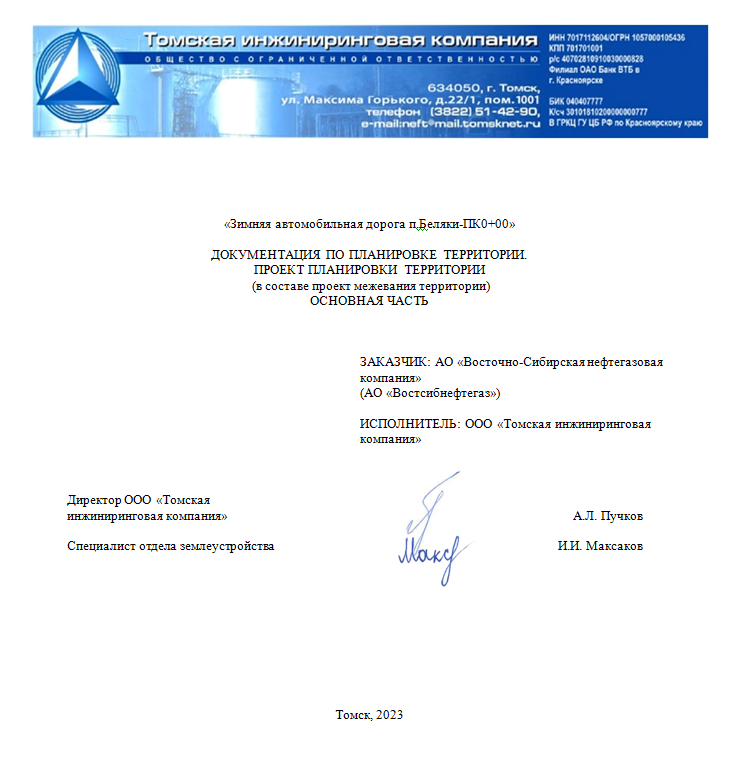 Томская инжиниринговая компания
ОБЩЕСТВО С ОГРАНИЧЕННОЙ ОТВЕТСТВЕННОСТЬЮ
634050, г. Томск,
ул. Максима Горького, д.22/1, пом.1001
телефон (3822) 51-42-90,
e-mail:neft@mail.tomsknet.ru
ИНН 7017112604/ОГРН 1057000105436
КПП 701701001
р/с 40702810910030000828
Филиал ОАО Банк ВТБ в
г. Красноярске
БИК 040407777
К/сч 30101810200000000777
В ГРКЦ ГУ ЦБ РФ по Красноярскому краю
«Зимняя автомобильная дорога п.Беляки-ПК0+00»
ДОКУМЕНТАЦИЯ ПО ПЛАНИРОВКЕ ТЕРРИТОРИИ.
ПРОЕКТ ПЛАНИРОВКИ ТЕРРИТОРИИ
(в составе проект межевания территории)
ОСНОВНАЯ ЧАСТЬ
ЗАКАЗЧИК: АО «Восточно-Сибирская нефтегазовая
компания»
(АО «Востсибнефтегаз»)
ИСПОЛНИТЕЛЬ: ООО «Томская инжиниринговая
компания»
Директор ООО «Томская
инжиниринговая компания» А.Л. Пучков
Специалист отдела землеустройства Макс И.И. Максаков
Томск, 2023